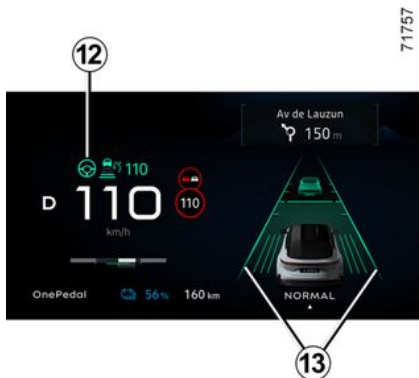 71757
12
Av de Lauzun
150 m
110
D 110 110
km/h
OnePedal 56% 160 km NORMAL
13